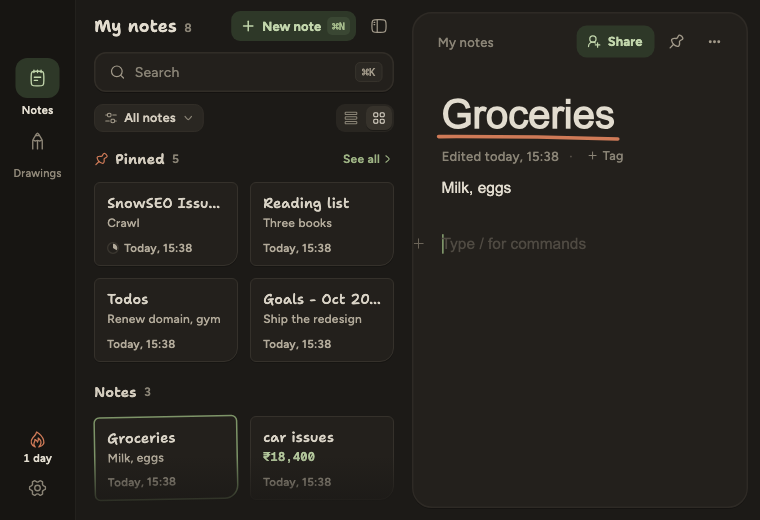 Notes
Drawings
1 day
My notes 8
+ New note ⌘N
Search ⌘K
All notes
Pinned 5
See all >
SnowSEO Issu...
Crawl
Today, 15:38
Reading list
Three books
Today, 15:38
Todos
Renew domain, gym
Today, 15:38
Goals - Oct 20...
Ship the redesign
Today, 15:38
Notes 3
Groceries
Milk, eggs
Today, 15:38
car issues
₹18,400
Today, 15:38
My notes
Share
Groceries
Edited today, 15:38 · + Tag
Milk, eggs
+ Type / for commands